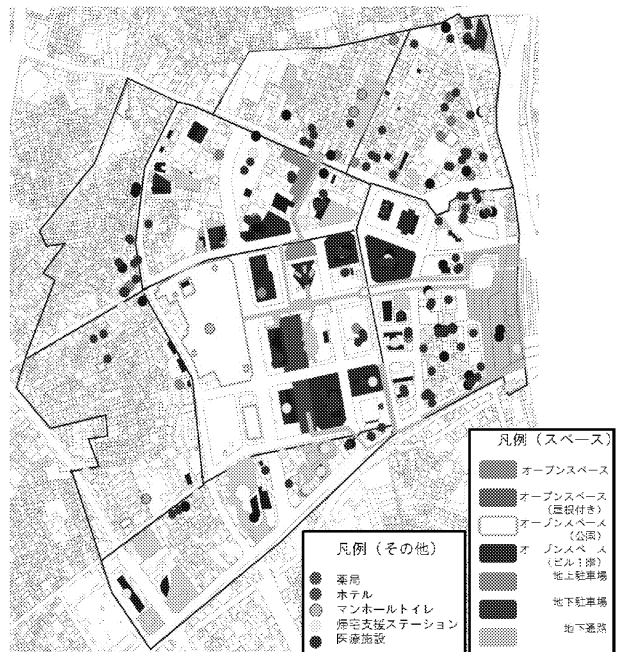 凡例（スペース）
オープンスペース
オープンスペース
（屋根付き）
オープンスペース
（公園）
オープンスペース
（ビル１階）
地上駐車場
地下駐車場
地下通路
凡例（その他）
薬局
ホテル
マンホールトイレ
帰宅支援ステーション
医療施設